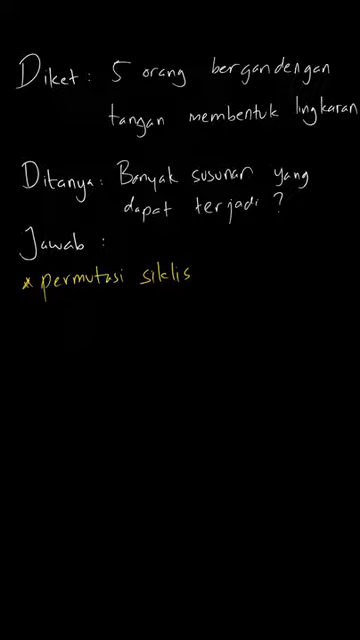 Diket : 5 orang bergandengan
tangan membentuk lingkaran
Ditanya : Banyak susunan yang
dapat terjadi ?
Jawab :
* permutasi siklis